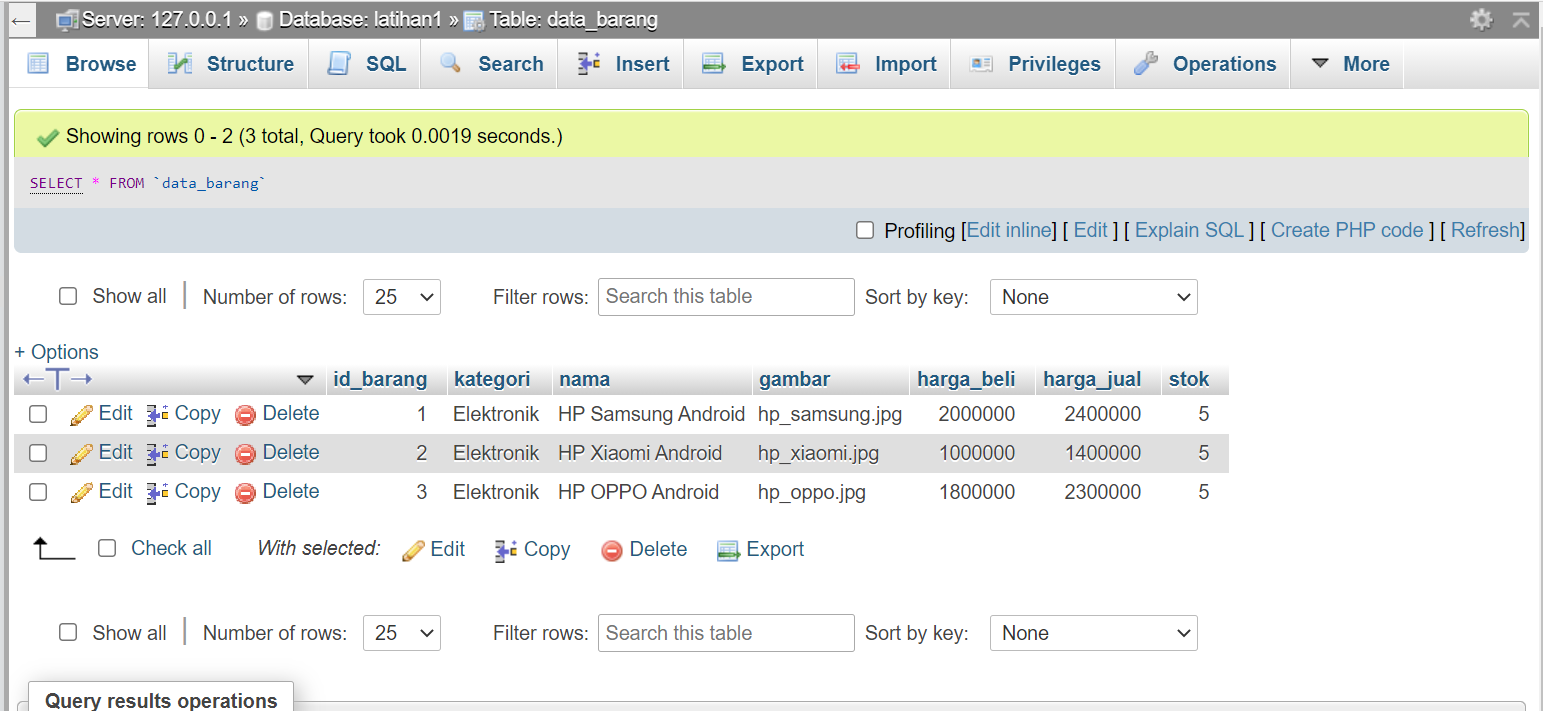 Server: 127.0.0.1 » Database: latihan1 » Table: data_barang
Browse Structure SQL Search Insert Export Import Privileges Operations More
Showing rows 0 - 2 (3 total, Query took 0.0019 seconds.)
SELECT * FROM `data_barang`
Profiling [Edit inline] [ Edit ] [ Explain SQL ] [ Create PHP code ] [ Refresh]
Show all Number of rows: 25 Filter rows: Search this table Sort by key: None
+ Options
id_barang kategori nama gambar harga_beli harga_jual stok
Edit Copy Delete 1 Elektronik HP Samsung Android hp_samsung.jpg 2000000 2400000 5
Edit Copy Delete 2 Elektronik HP Xiaomi Android hp_xiaomi.jpg 1000000 1400000 5
Edit Copy Delete 3 Elektronik HP OPPO Android hp_oppo.jpg 1800000 2300000 5
Check all With selected: Edit Copy Delete Export
Show all Number of rows: 25 Filter rows: Search this table Sort by key: None
Query results operations